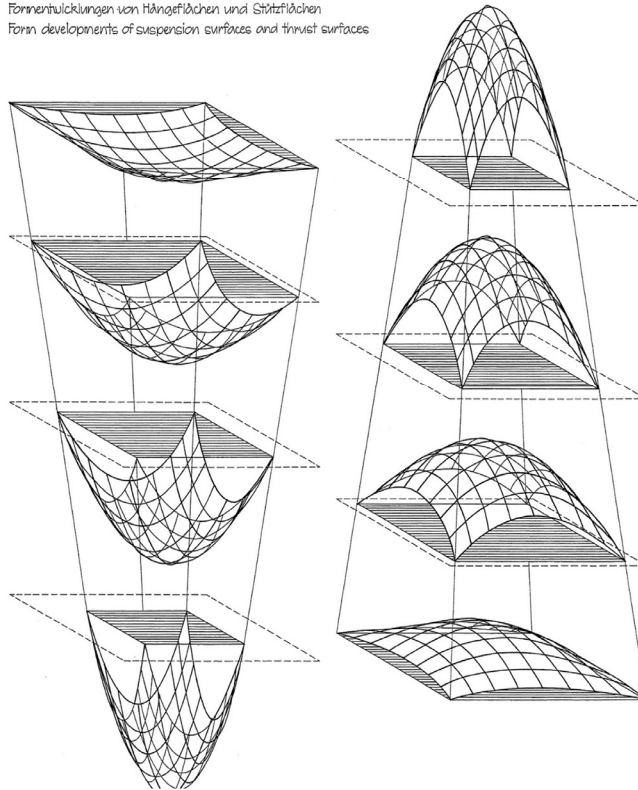 Formentwicklungen von Hängeflächen und Stützflächen
Form developments of suspension surfaces and thrust surfaces